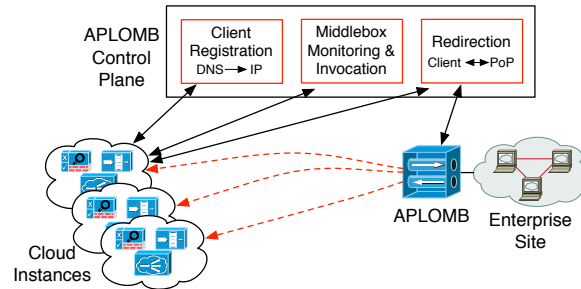 APLOMB
Control
Plane
Client
Registration
DNS → IP
Middlebox
Monitoring &
Invocation
Redirection
Client ↔ PoP
APLOMB
Enterprise
Site
Cloud
Instances